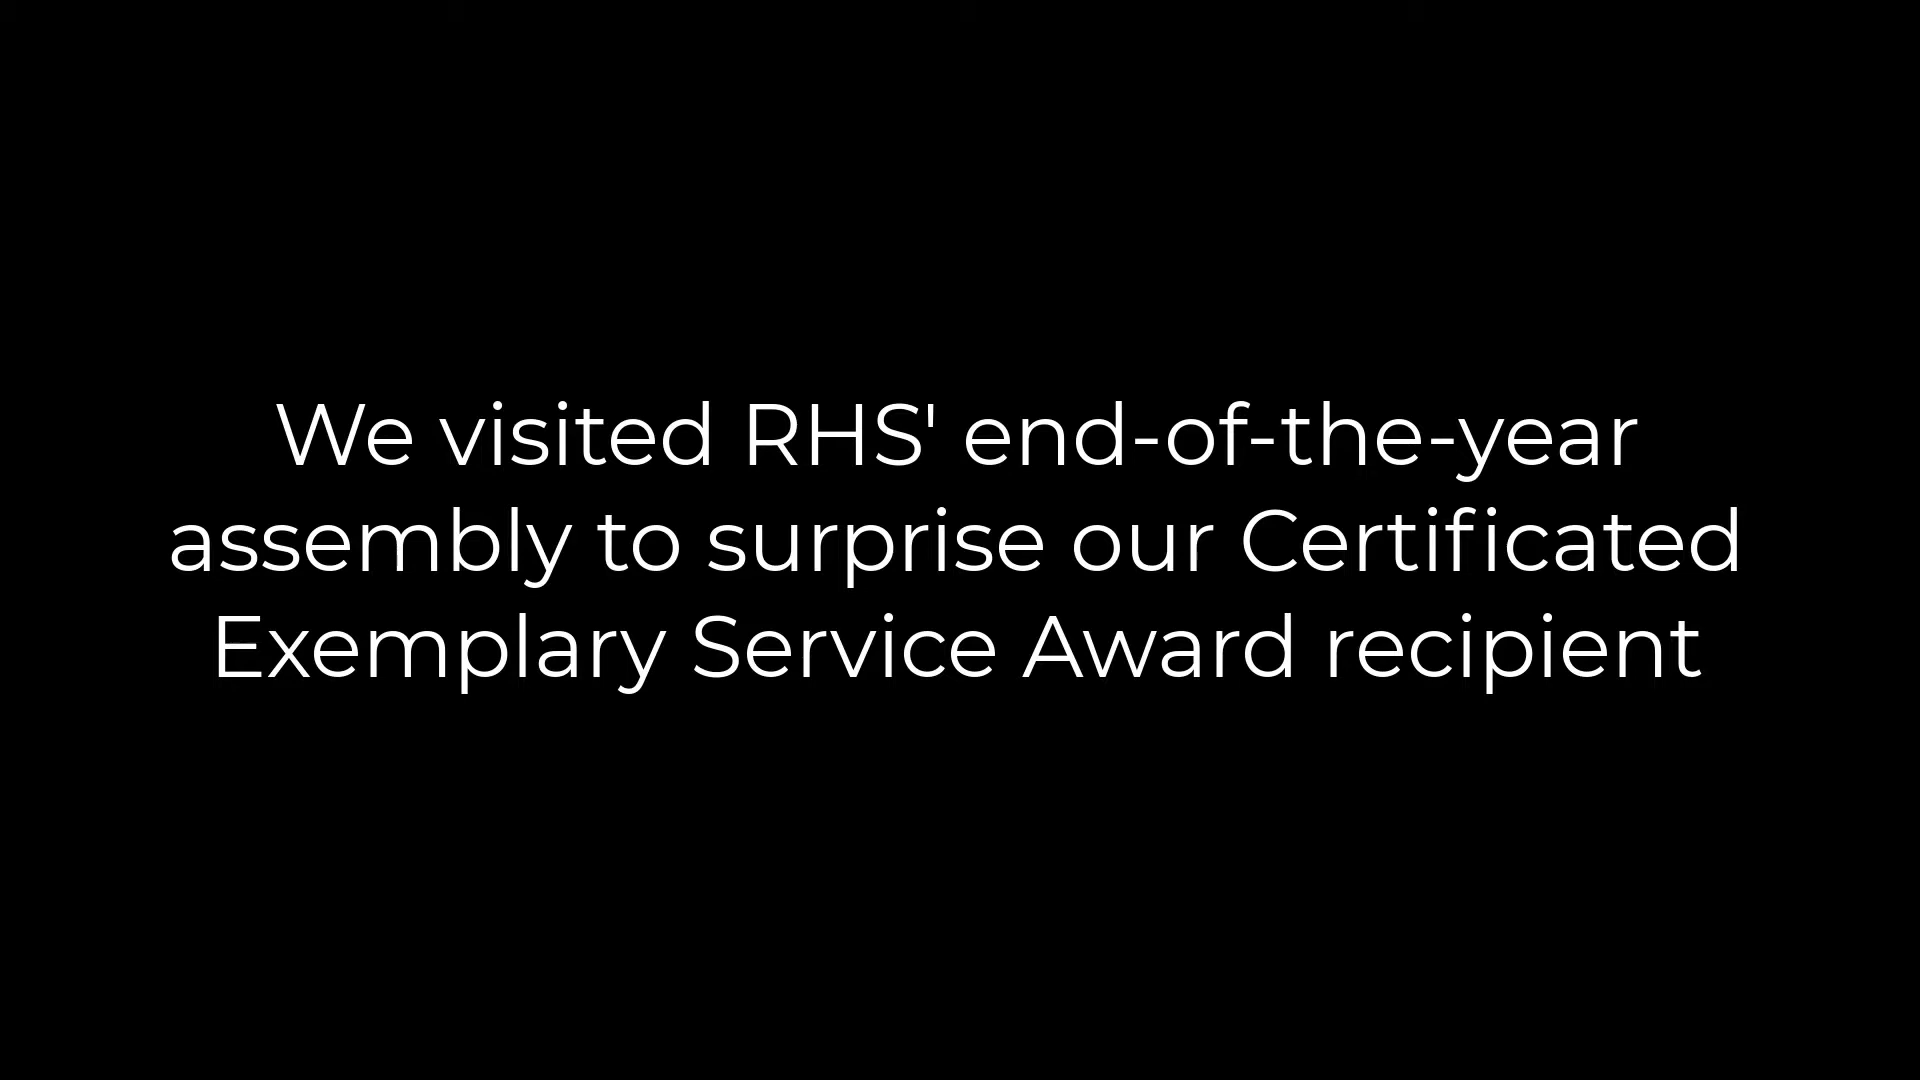 We visited RHS' end-of-the-year
assembly to surprise our Certificated
Exemplary Service Award recipient